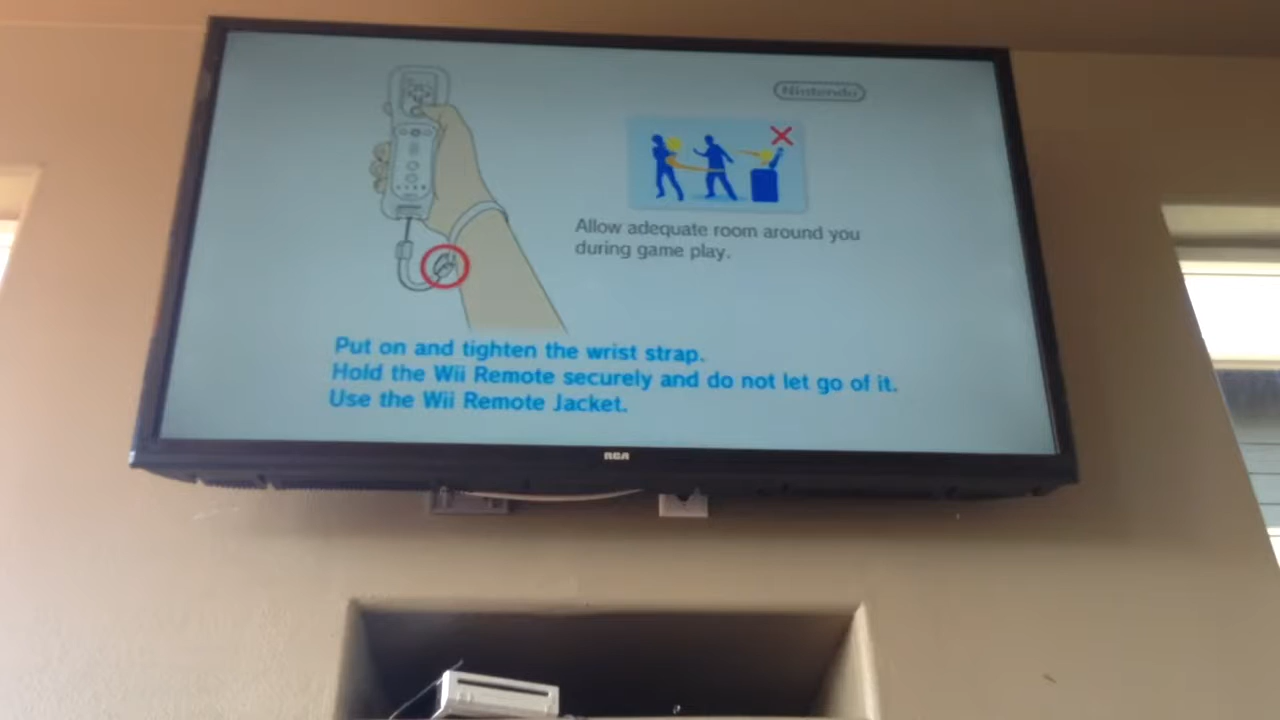 Nintendo
Allow adequate room around you
during game play.
Put on and tighten the wrist strap.
Hold the Wii Remote securely and do not let go of it.
Use the Wii Remote Jacket.
RCA